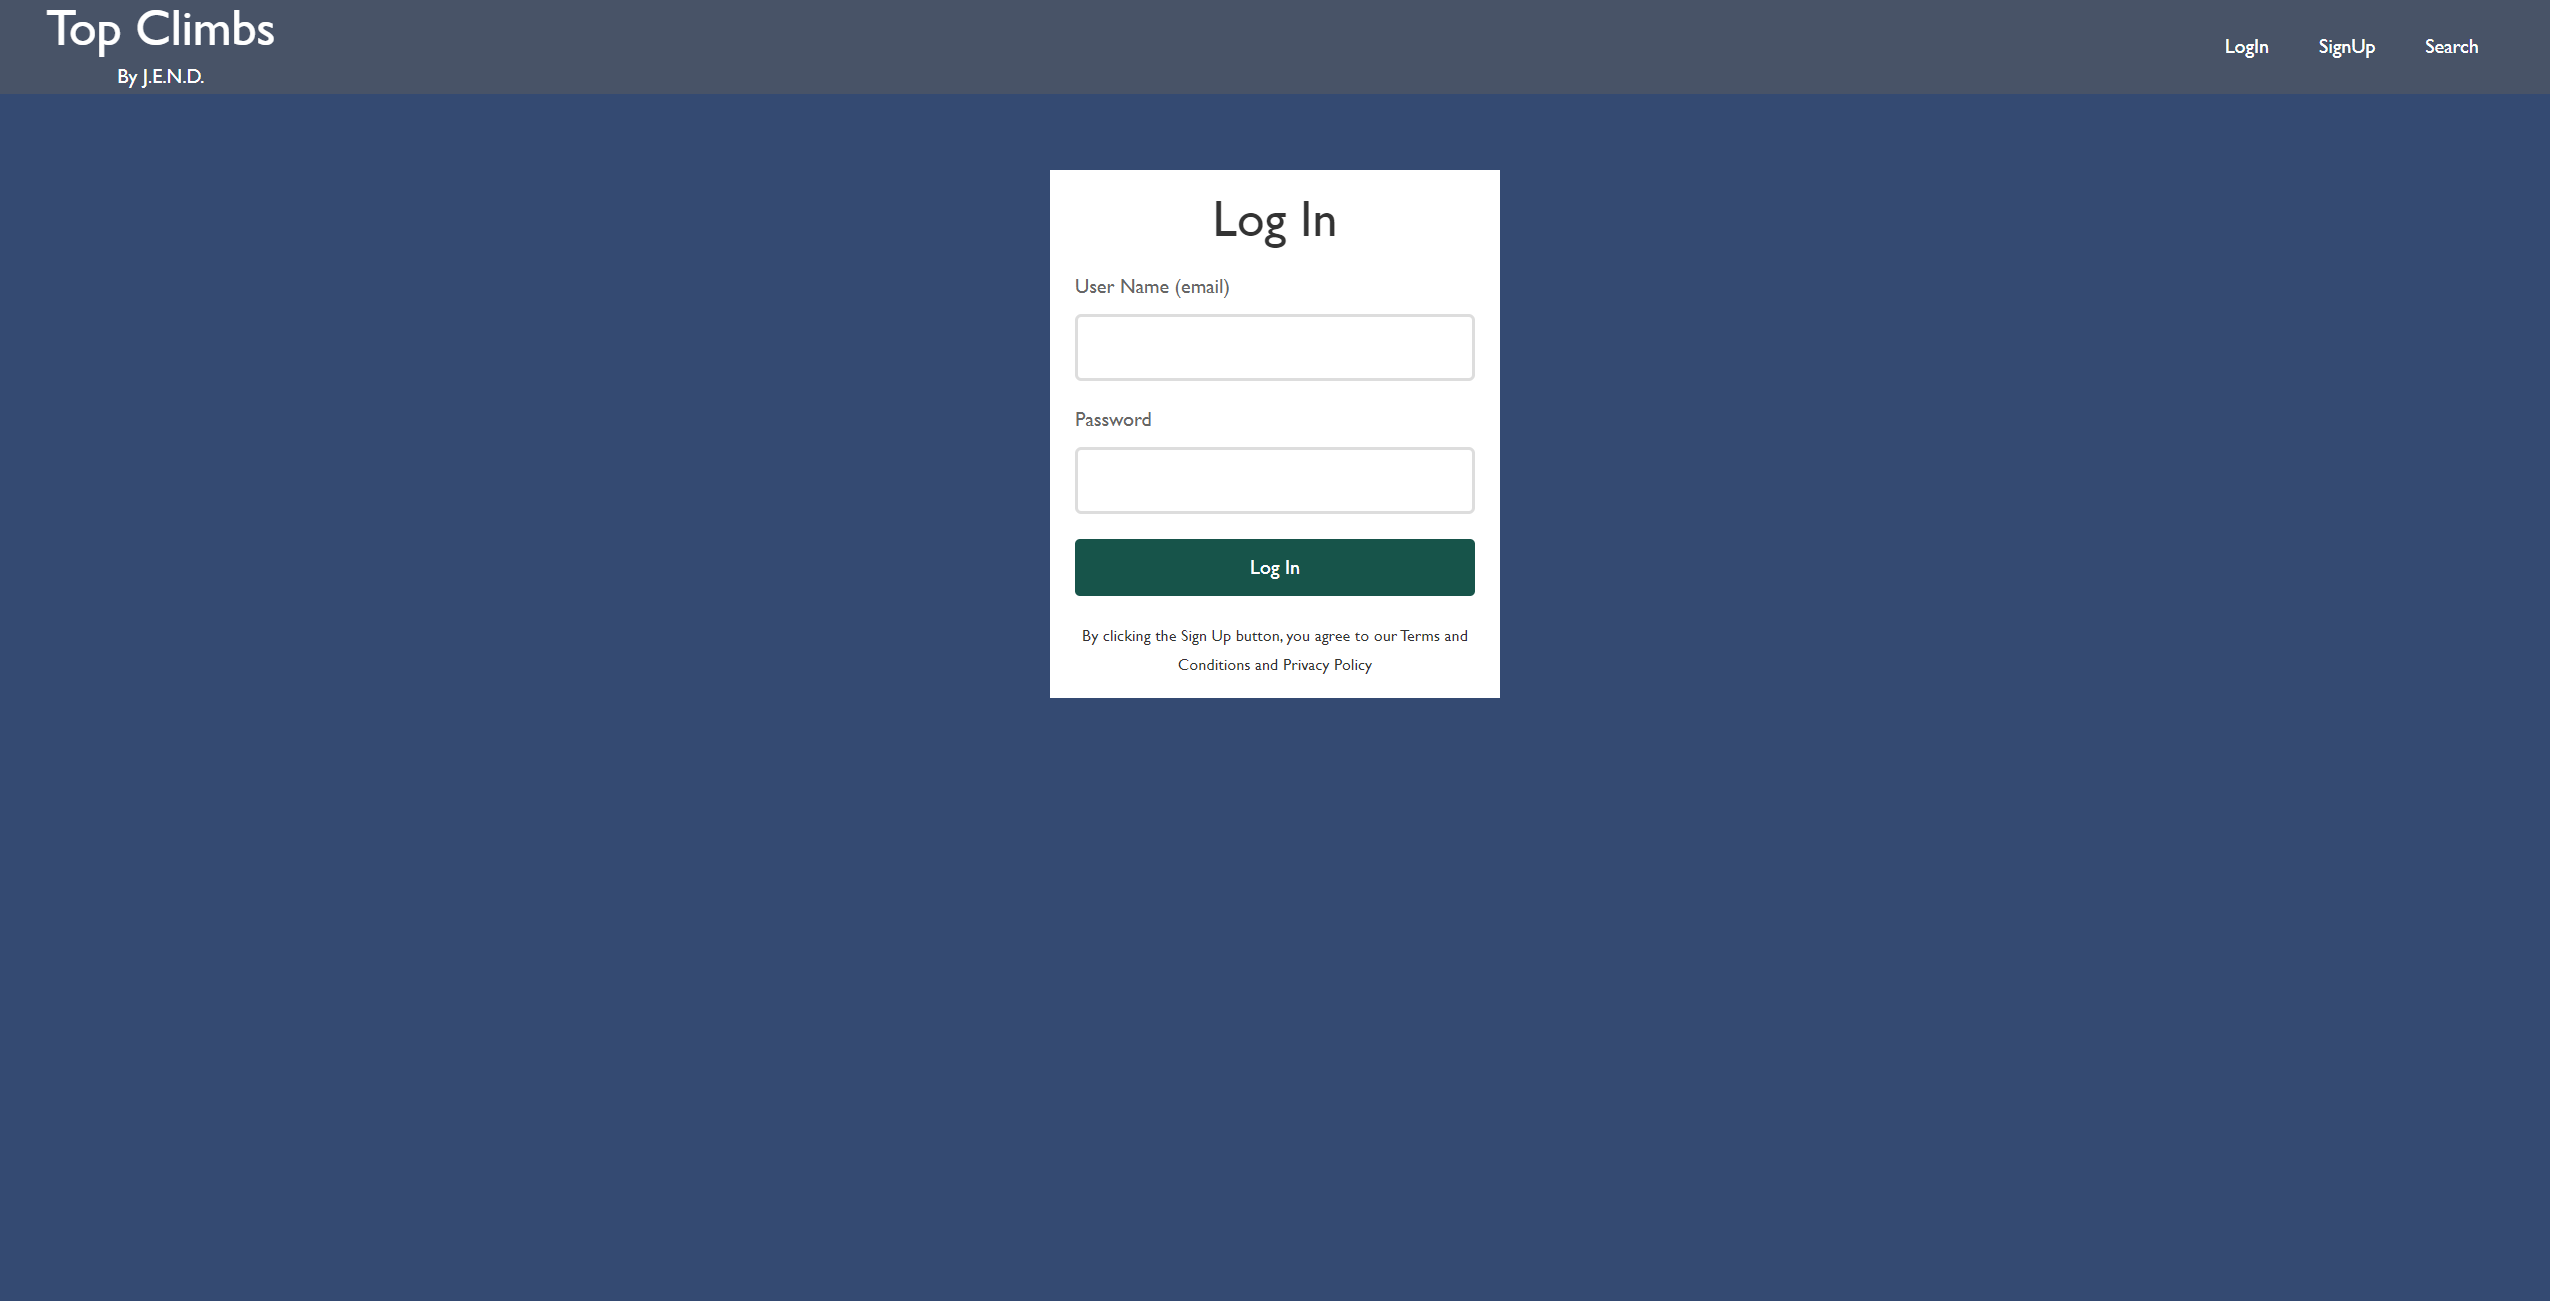 Top Climbs
By J.E.N.D.
LogIn
SignUp
Search
Log In
User Name (email)
Password
Log In
By clicking the Sign Up button, you agree to our Terms and
Conditions and Privacy Policy